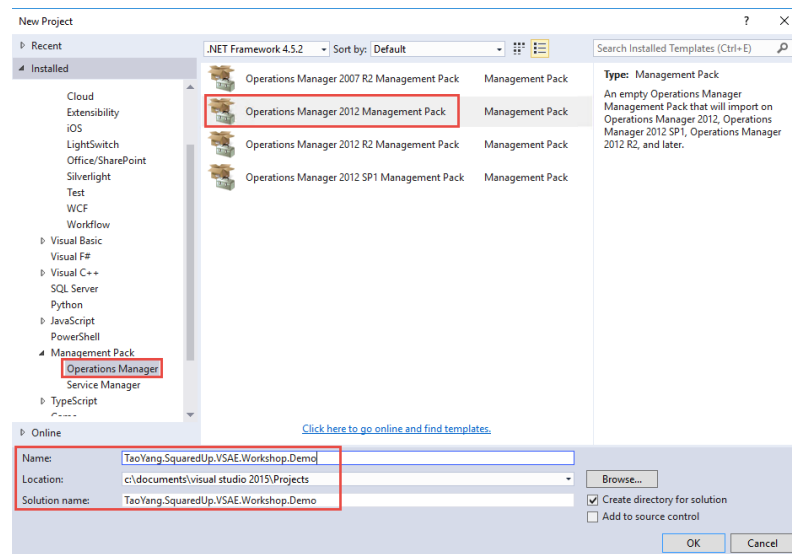 New Project
Recent
.NET Framework 4.5.2
Sort by: Default
Search Installed Templates (Ctrl+E)
Installed
Cloud
Extensibility
iOS
LightSwitch
Office/SharePoint
Silverlight
Test
WCF
Workflow
Visual Basic
Visual F#
Visual C++
SQL Server
Python
JavaScript
PowerShell
Management Pack
Operations Manager
Service Manager
TypeScript
Online
Operations Manager 2007 R2 Management Pack Management Pack
Operations Manager 2012 Management Pack Management Pack
Operations Manager 2012 R2 Management Pack Management Pack
Operations Manager 2012 SP1 Management Pack Management Pack
Click here to go online and find templates.
Type: Management Pack
An empty Operations Manager
Management Pack that will import on
Operations Manager 2012, Operations
Manager 2012 SP1, Operations Manager
2012 R2, and later.
Name: TaoYang.SquaredUp.VSAE.Workshop.Demo
Location: c:\documents\visual studio 2015\Projects
Browse...
Solution name: TaoYang.SquaredUp.VSAE.Workshop.Demo
Create directory for solution
Add to source control
OK Cancel